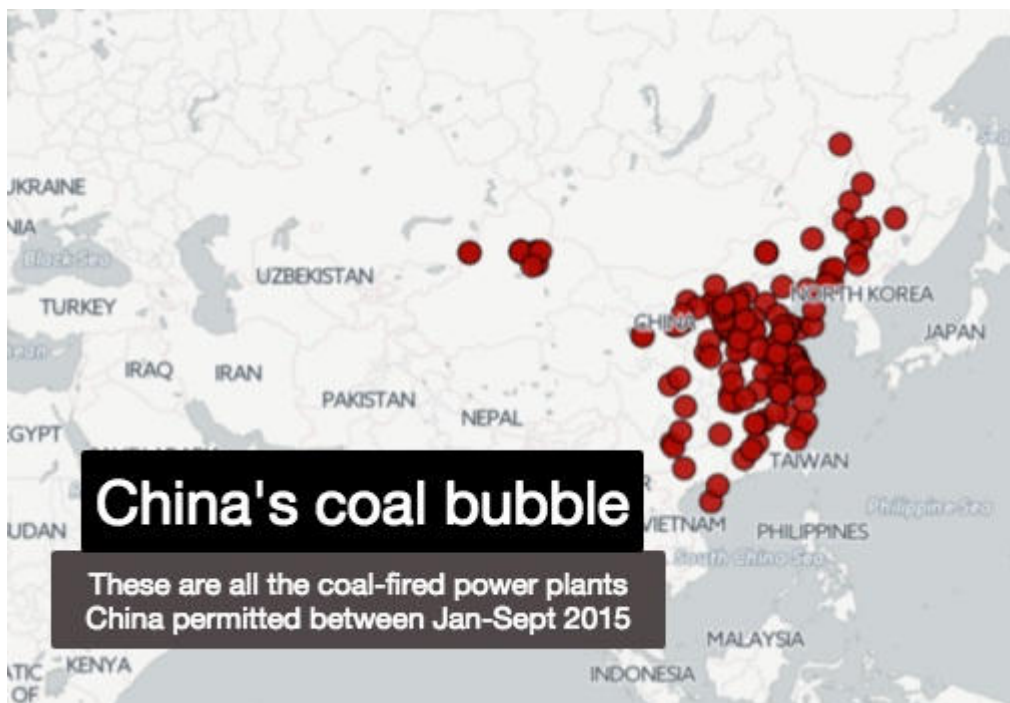 UKRAINE
Black Sea
UZBEKISTAN
TURKEY
NORTH KOREA
CHINA
JAPAN
IRAQ
IRAN
PAKISTAN
NEPAL
EGYPT
TAIWAN
China's coal bubble
SUDAN
VIETNAM
PHILIPPINES
Philippine Sea
South China Sea
These are all the coal-fired power plants
China permitted between Jan-Sept 2015
MALAYSIA
KENYA
INDONESIA
OF